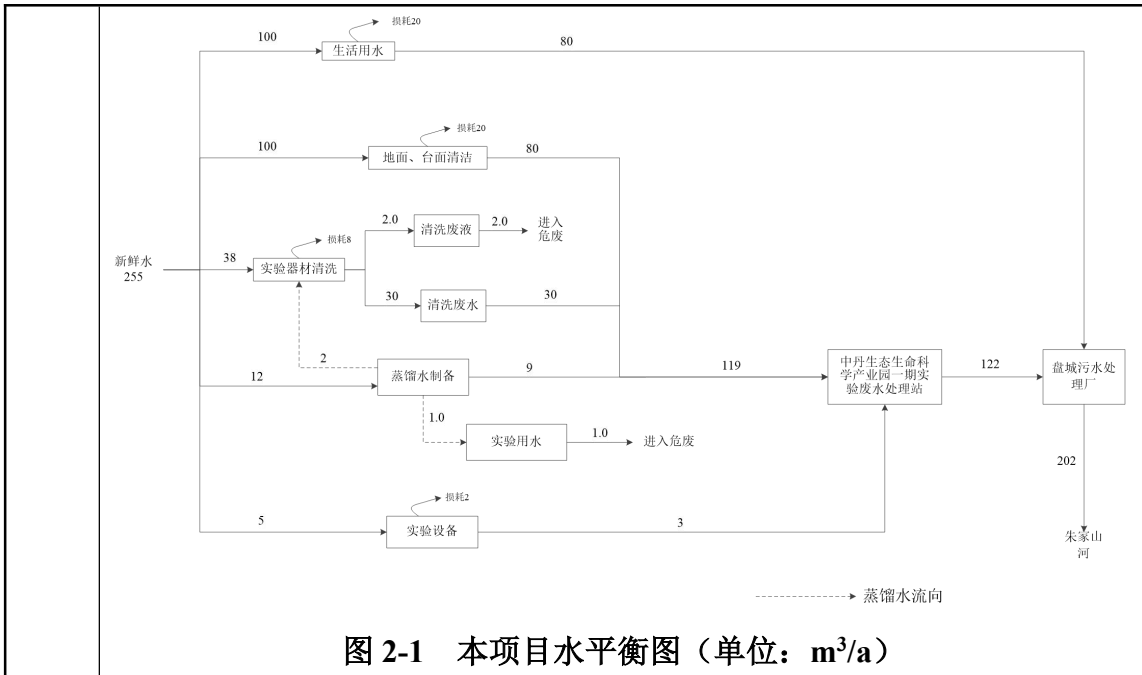 损耗20
100
生活用水
80
损耗20
100
地面、台面清洁
80
2.0
清洗废液
2.0
进入
危废
损耗8
新鲜水
255
38
实验器材清洗
30
清洗废水
30
2
12
蒸馏水制备
9
119
中丹生态生命科
学产业园一期实
验废水处理站
122
盘城污水处
理厂
1.0
实验用水
1.0
进入危废
202
损耗2
5
实验设备
3
朱家山
河
蒸馏水流向
图 2-1 本项目水平衡图（单位：m³/a）